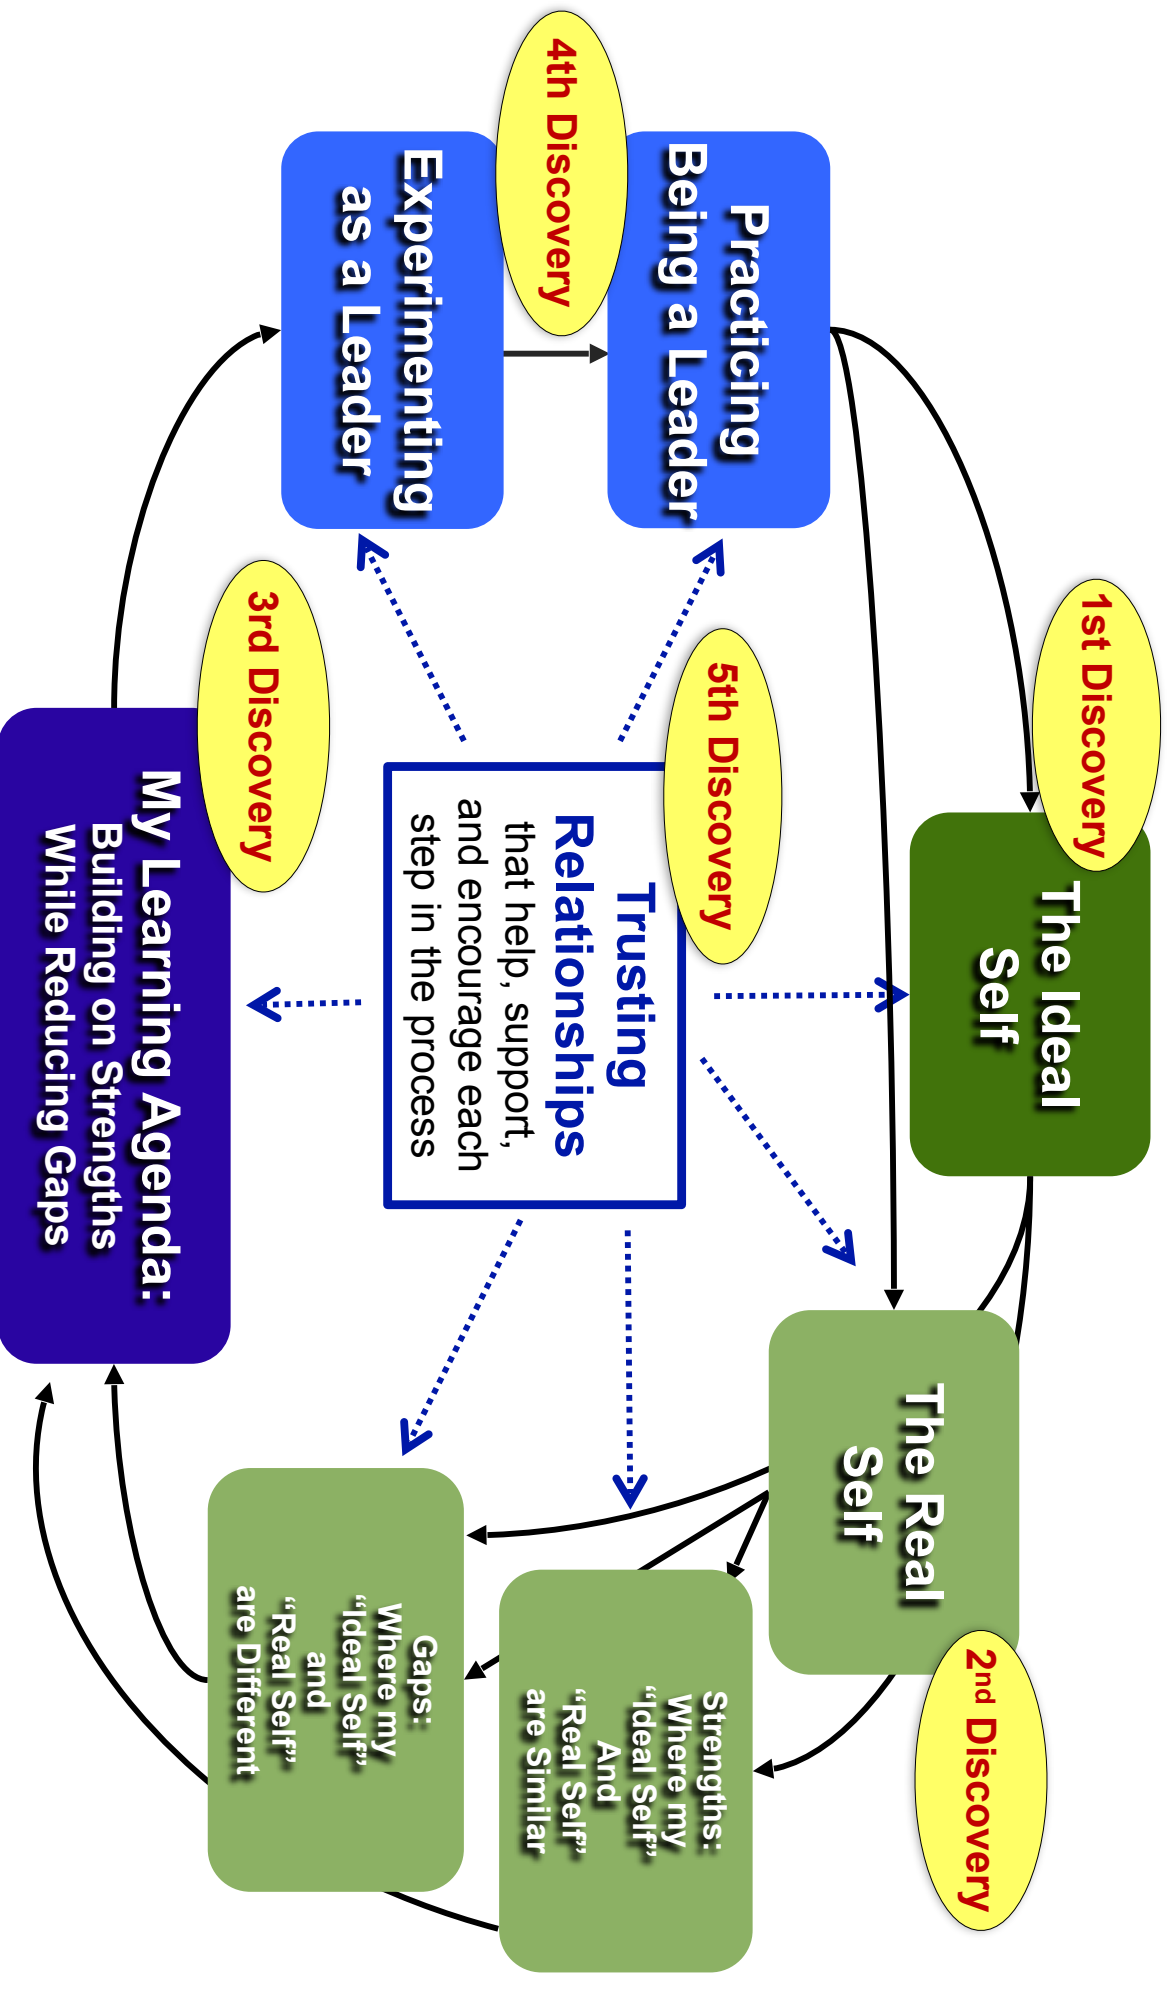 1st Discovery
The Ideal
Self
Practicing
Being a Leader
4th Discovery
Experimenting
as a Leader
5th Discovery
Trusting
Relationships
that help, support,
and encourage each
step in the process
The Real
Self
2nd Discovery
Strengths:
Where my
“Ideal Self”
And
“Real Self”
are Similar
Gaps:
Where my
“Ideal Self”
and
“Real Self”
are Different
3rd Discovery
My Learning Agenda:
Building on Strengths
While Reducing Gaps